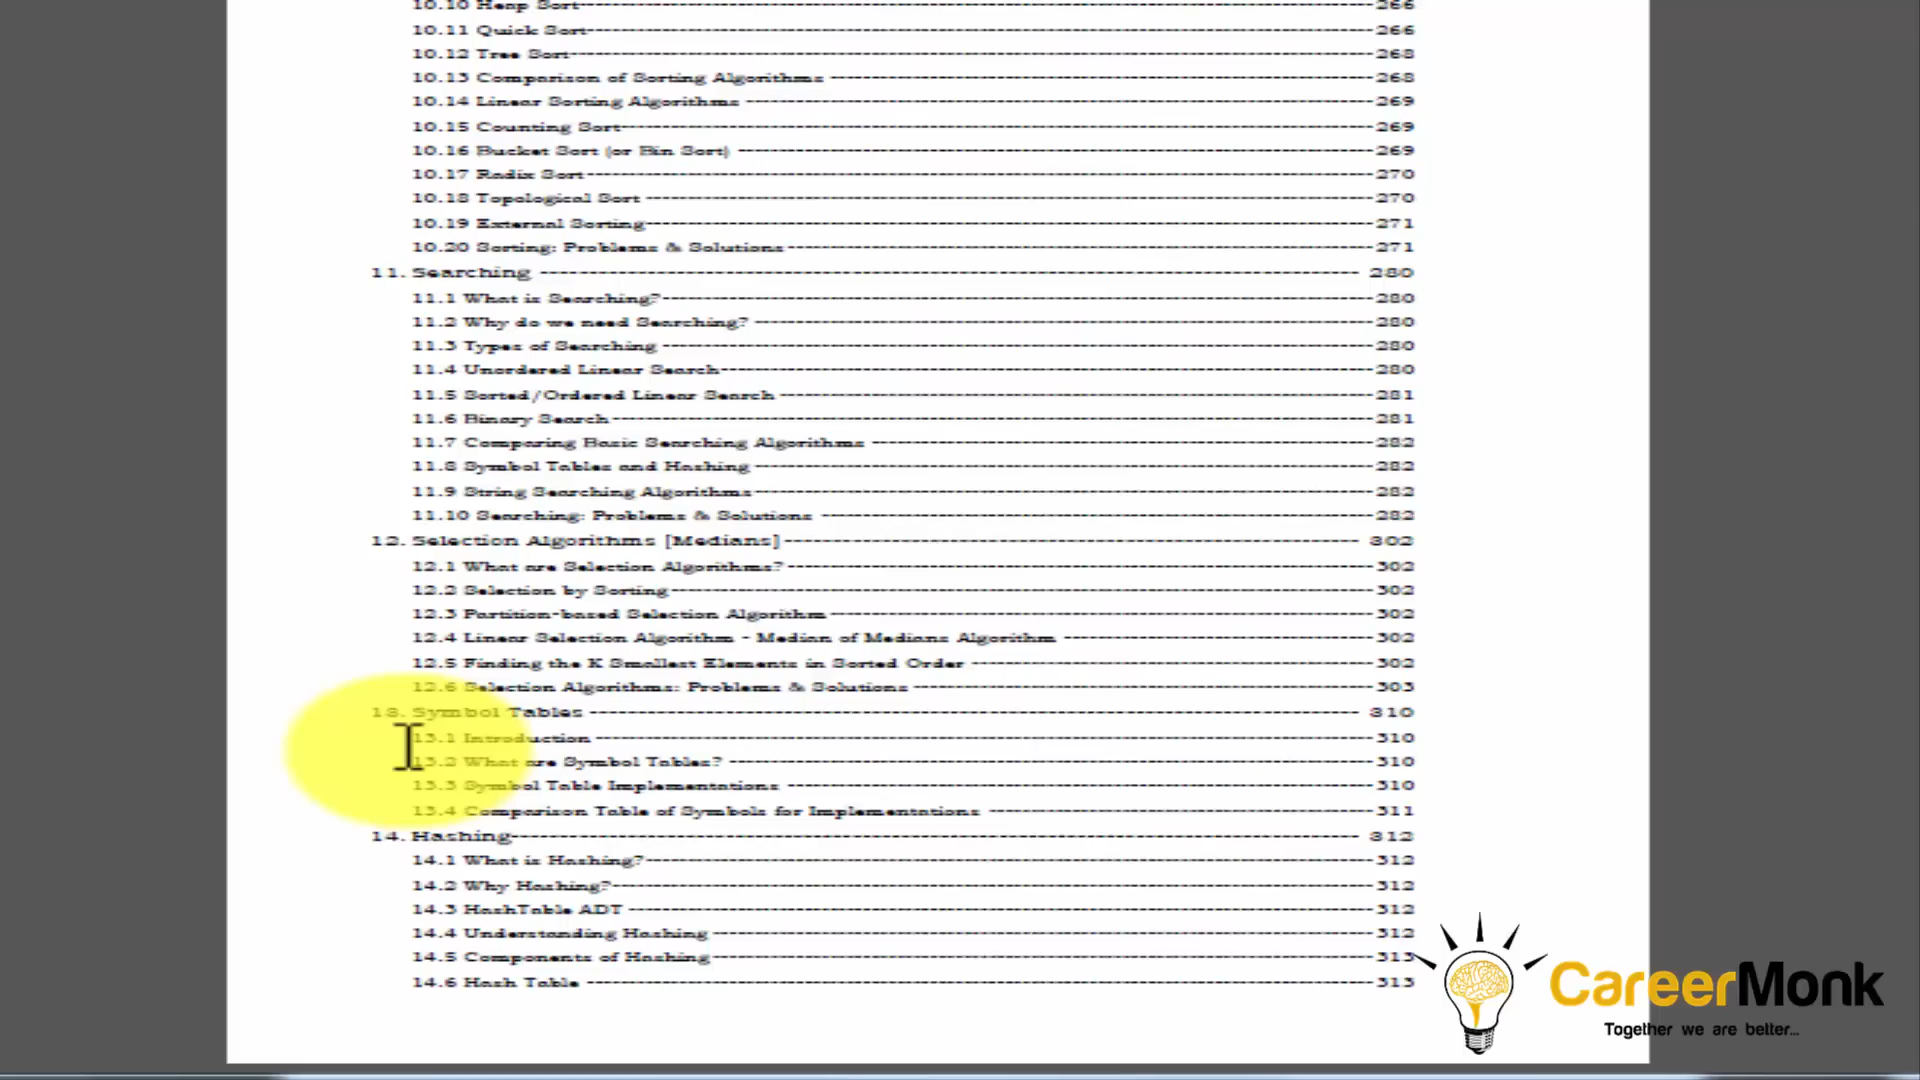 10.10 Heap Sort 266
10.11 Quick Sort 266
10.12 Tree Sort 268
10.13 Comparison of Sorting Algorithms 268
10.14 Linear Sorting Algorithms 269
10.15 Counting Sort 269
10.16 Bucket Sort (or Bin Sort) 269
10.17 Radix Sort 270
10.18 Topological Sort 270
10.19 External Sorting 271
10.20 Sorting: Problems & Solutions 271
11. Searching 280
11.1 What is Searching? 280
11.2 Why do we need Searching? 280
11.3 Types of Searching 280
11.4 Unordered Linear Search 280
11.5 Sorted/Ordered Linear Search 281
11.6 Binary Search 281
11.7 Comparing Basic Searching Algorithms 282
11.8 Symbol Tables and Hashing 282
11.9 String Searching Algorithms 282
11.10 Searching: Problems & Solutions 282
12. Selection Algorithms [Medians] 302
12.1 What are Selection Algorithms? 302
12.2 Selection by Sorting 302
12.3 Partition-based Selection Algorithm 302
12.4 Linear Selection Algorithm - Median of Medians Algorithm 302
12.5 Finding the K Smallest Elements in Sorted Order 302
12.6 Selection Algorithms: Problems & Solutions 303
13. Symbol Tables 310
13.1 Introduction 310
13.2 What are Symbol Tables? 310
13.3 Symbol Table Implementations 310
13.4 Comparison Table of Symbols for Implementations 311
14. Hashing 312
14.1 What is Hashing? 312
14.2 Why Hashing? 312
14.3 HashTable ADT 312
14.4 Understanding Hashing 312
14.5 Components of Hashing 313
14.6 Hash Table 313
CareerMonk
Together we are better...